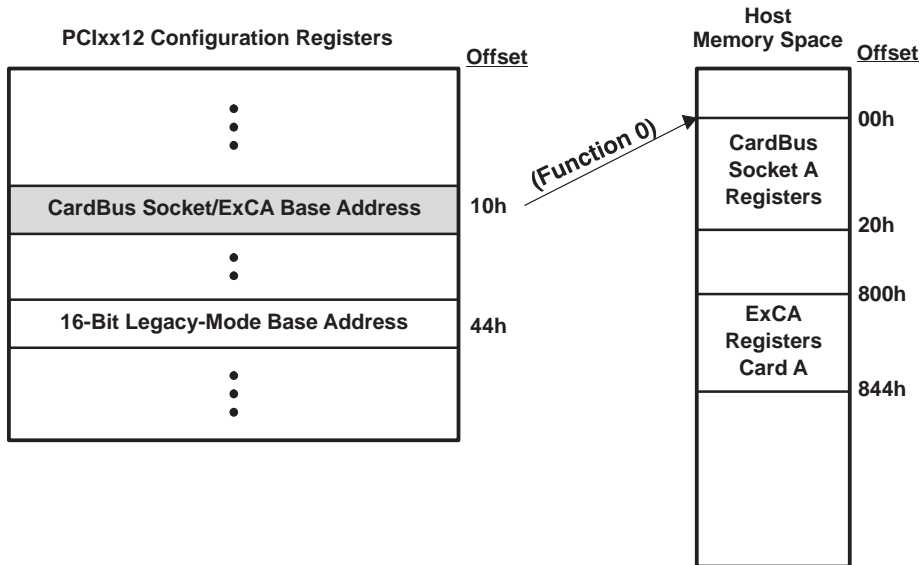 PCIxx12 Configuration Registers
Offset
CardBus Socket/ExCA Base Address
10h
16-Bit Legacy-Mode Base Address
44h
(Function 0)
Host
Memory Space
Offset
00h
CardBus
Socket A
Registers
20h
800h
ExCA
Registers
Card A
844h